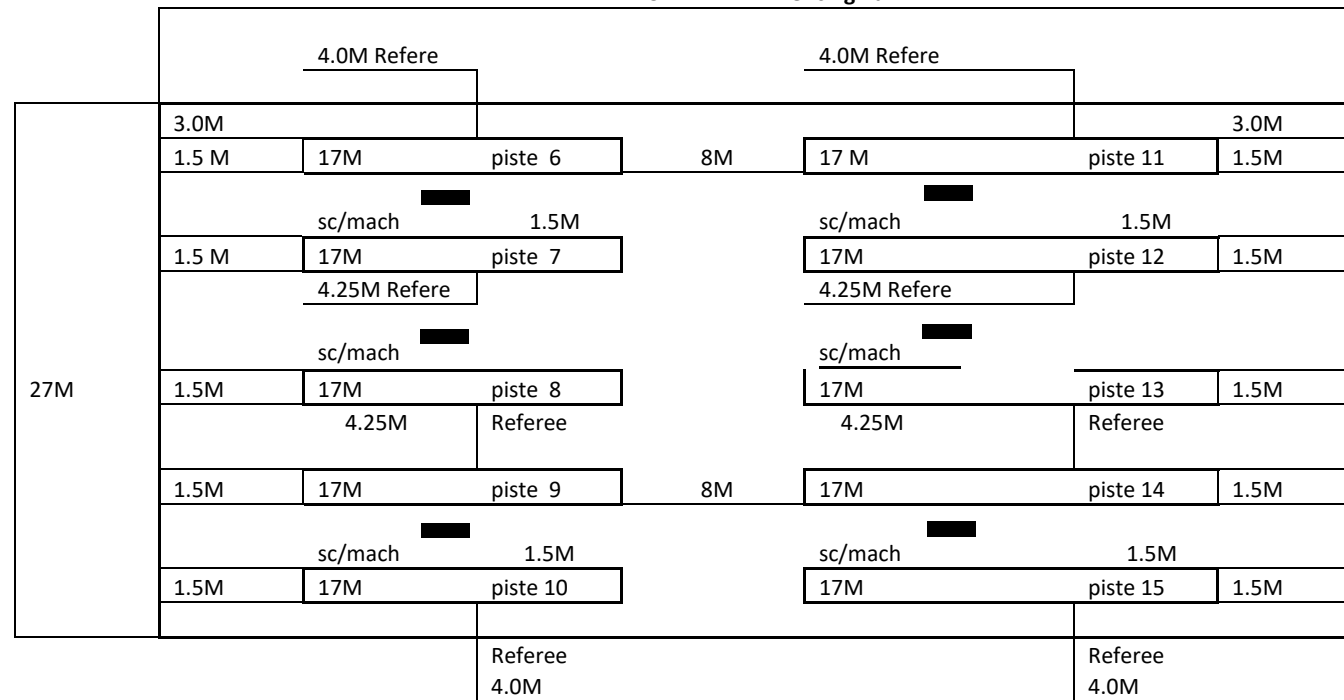 4.0M Refere 4.0M Refere
3.0M 3.0M
1.5 M 17M piste 6 8M 17 M piste 11 1.5M
sc/mach 1.5M sc/mach 1.5M
1.5 M 17M piste 7 17M piste 12 1.5M
4.25M Refere 4.25M Refere
sc/mach sc/mach
27M 1.5M 17M piste 8 17M piste 13 1.5M
4.25M Referee 4.25M Referee
1.5M 17M piste 9 8M 17M piste 14 1.5M
sc/mach 1.5M sc/mach 1.5M
1.5M 17M piste 10 17M piste 15 1.5M
Referee Referee
4.0M 4.0M